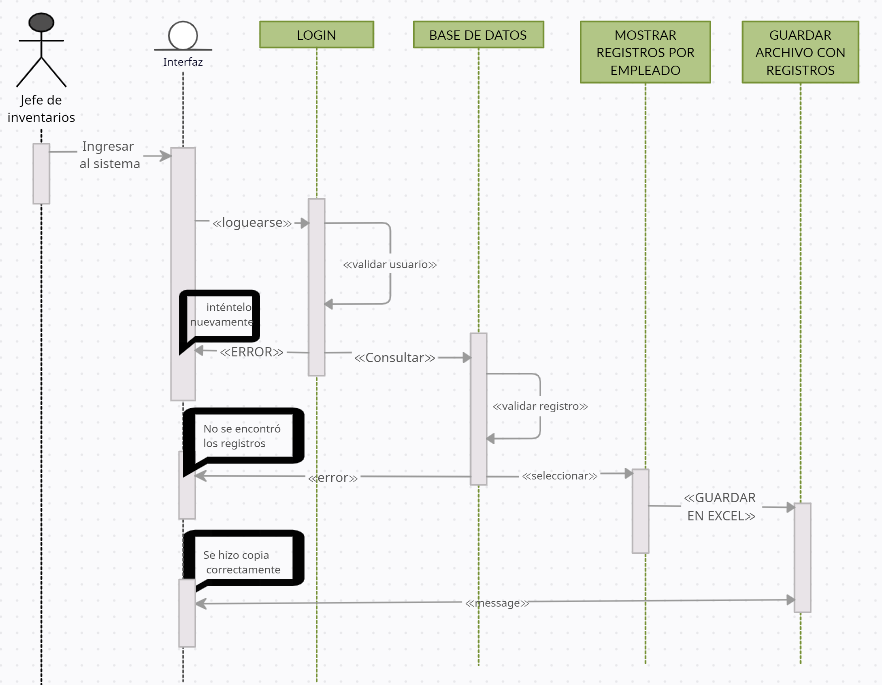 Jefe de
inventarios
Interfaz
LOGIN
BASE DE DATOS
MOSTRAR
REGISTROS POR
EMPLEADO
GUARDAR
ARCHIVO CON
REGISTROS
Ingresar
al sistema
«loguearse»
«validar usuario»
inténtelo
nuevamente
«ERROR»
«Consultar»
«validar registro»
No se encontró
los registros
«error»
«seleccionar»
«GUARDAR
EN EXCEL»
Se hizo copia
correctamente
«message»